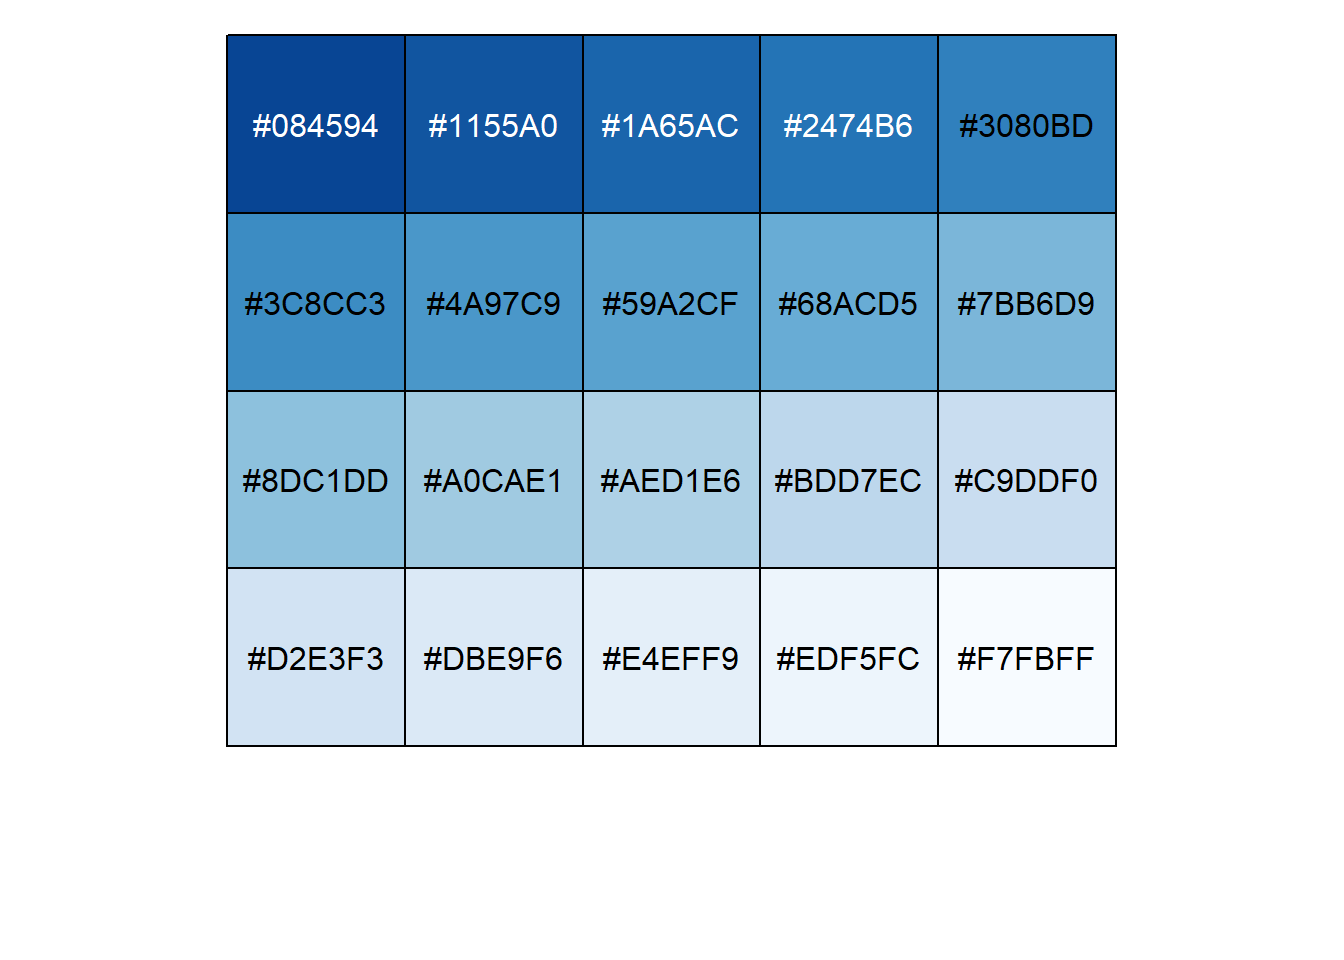 #084594 #1155A0 #1A65AC #2474B6 #3080BD
#3C8CC3 #4A97C9 #59A2CF #68ACD5 #7BB6D9
#8DC1DD #A0CAE1 #AED1E6 #BDD7EC #C9DDF0
#D2E3F3 #DBE9F6 #E4EFF9 #EDF5FC #F7FBFF